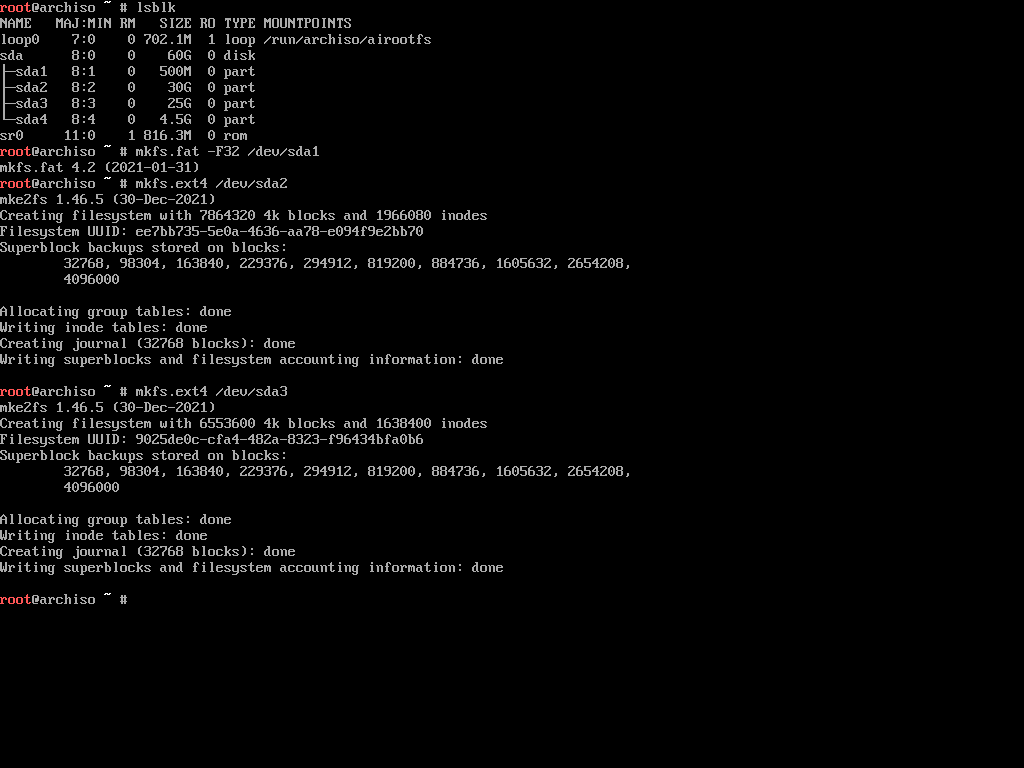 root@archiso ~ # lsblk
NAME   MAJ:MIN RM   SIZE RO TYPE MOUNTPOINTS
loop0    7:0    0 702.1M  1 loop /run/archiso/airootfs
sda      8:0    0    60G  0 disk
├─sda1   8:1    0   500M  0 part
├─sda2   8:2    0    30G  0 part
├─sda3   8:3    0    25G  0 part
└─sda4   8:4    0   4.5G  0 part
sr0     11:0    1 816.3M  0 rom
root@archiso ~ # mkfs.fat -F32 /dev/sda1
mkfs.fat 4.2 (2021-01-31)
root@archiso ~ # mkfs.ext4 /dev/sda2
mke2fs 1.46.5 (30-Dec-2021)
Creating filesystem with 7864320 4k blocks and 1966080 inodes
Filesystem UUID: ee7bb735-5e0a-4636-aa78-e094f9e2bb70
Superblock backups stored on blocks:
        32768, 98304, 163840, 229376, 294912, 819200, 884736, 1605632, 2654208,
        4096000
Allocating group tables: done
Writing inode tables: done
Creating journal (32768 blocks): done
Writing superblocks and filesystem accounting information: done
root@archiso ~ # mkfs.ext4 /dev/sda3
mke2fs 1.46.5 (30-Dec-2021)
Creating filesystem with 6553600 4k blocks and 1638400 inodes
Filesystem UUID: 9025de0c-cfa4-482a-8323-f96434bfa0b6
Superblock backups stored on blocks:
        32768, 98304, 163840, 229376, 294912, 819200, 884736, 1605632, 2654208,
        4096000
Allocating group tables: done
Writing inode tables: done
Creating journal (32768 blocks): done
Writing superblocks and filesystem accounting information: done
root@archiso ~ #